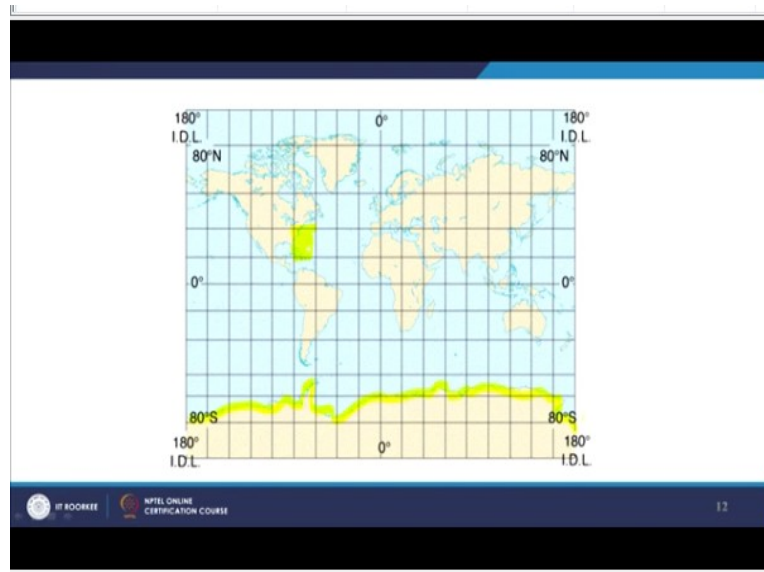 180° 0° 180°
I.D.L. I.D.L.
80°N 80°N
0° 0°
80°S 80°S
180° 0° 180°
I.D.L. I.D.L.
IIT ROORKEE
NPTEL ONLINE
CERTIFICATION COURSE
12